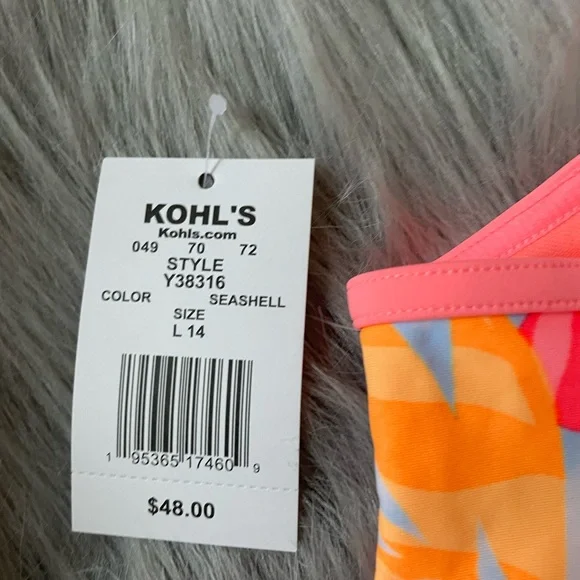 KOHL'S
Kohls.com
049 70 72
STYLE
Y38316
COLOR SEASHELL
SIZE
L 14
1 95365 17460 9
$48.00